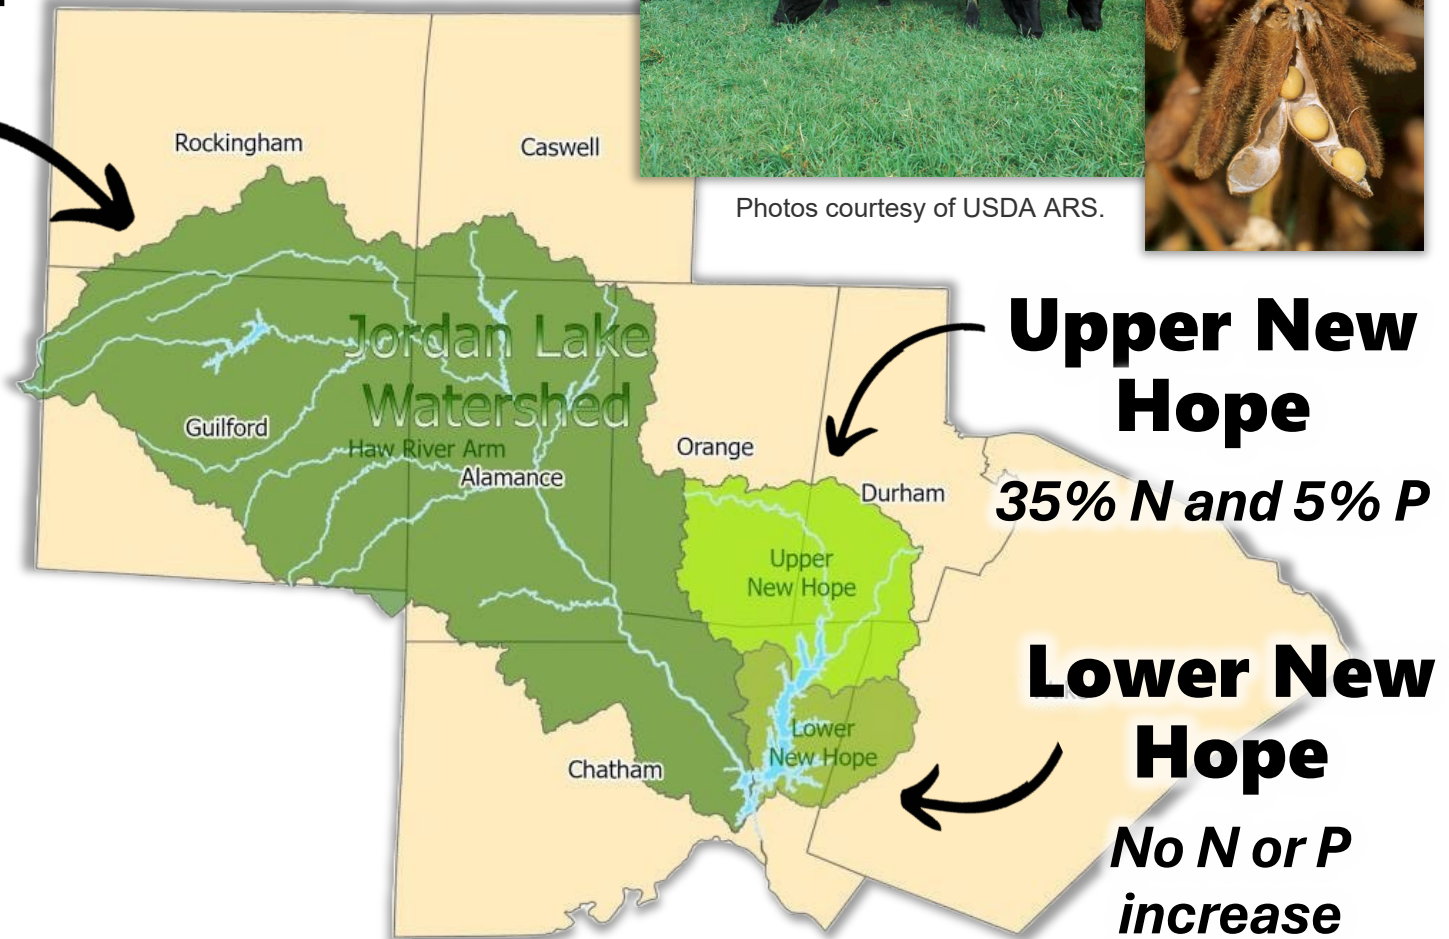 Rockingham
Caswell
Photos courtesy of USDA ARS.
Jordan Lake
Watershed
Haw River Arm
Guilford
Alamance
Orange
Durham
Upper New
Hope
35% N and 5% P
Upper
New Hope
Lower New
Hope
Lower
New Hope
Chatham
No N or P
increase